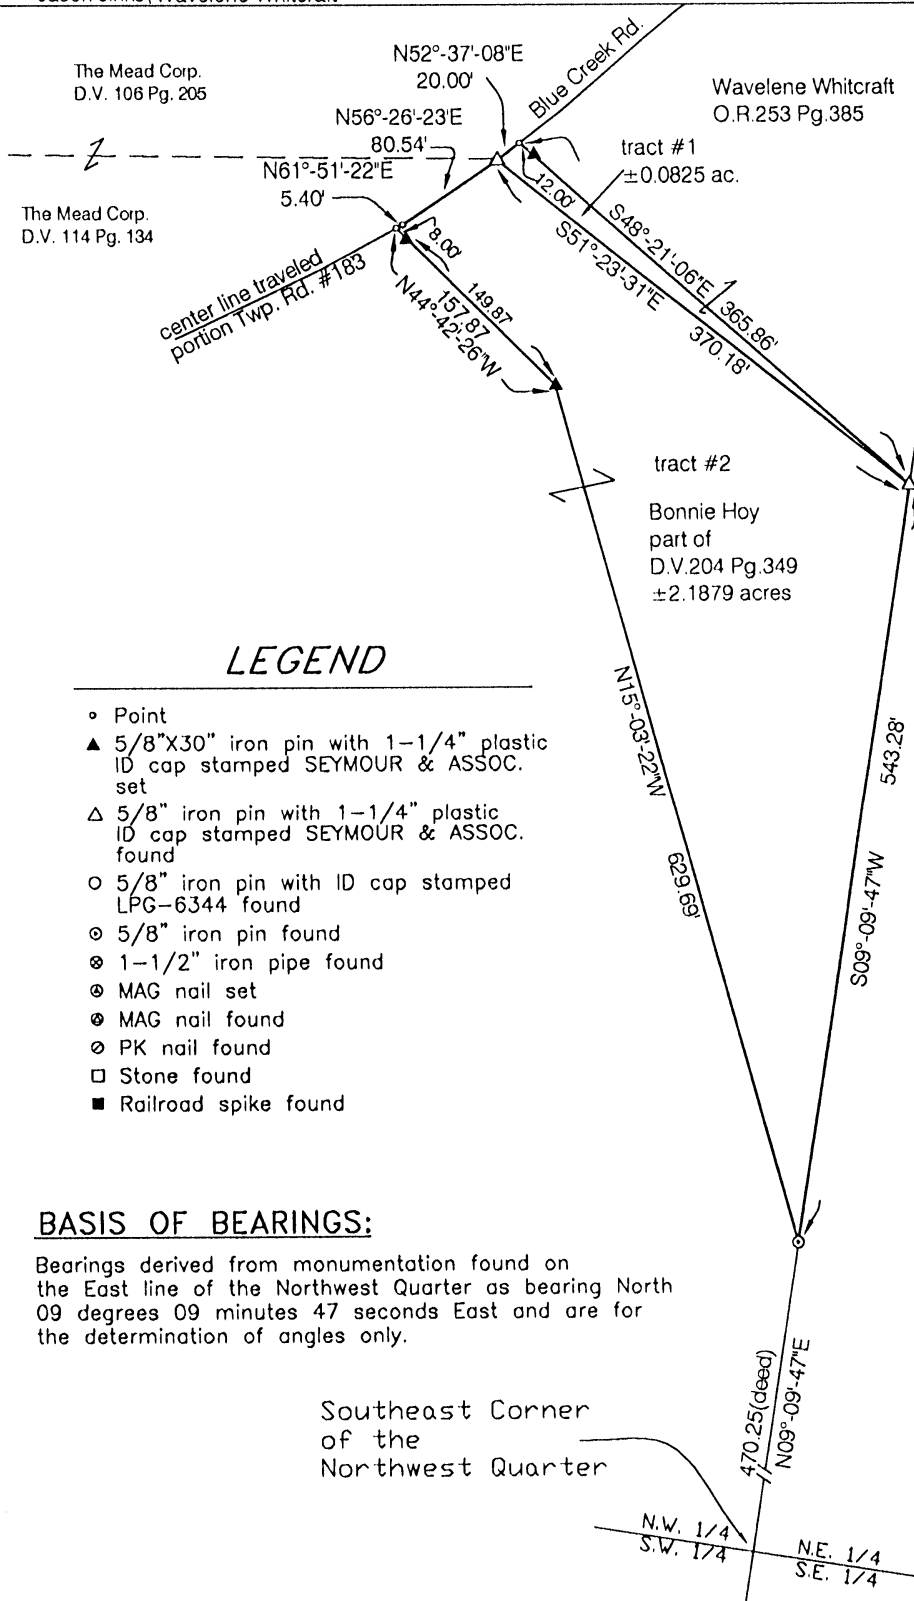 N52°-37'-08"E
20.00'
Blue Creek Rd.
The Mead Corp.
D.V. 106 Pg. 205
Wavelene Whitcraft
O.R.253 Pg.385
N56°-26'-23'E
80.54'
tract #1
±0.0825 ac.
N61°-51'-22"E
5.40'
12.00'
The Mead Corp.
D.V. 114 Pg. 134
8.00'
S48°-21'-06"E
365.86'
S51°-23'-31"E
370.18'
center line traveled
portion Twp. Rd. #183
149.87'
157.87
N44°-42'-26"W
tract #2
Bonnie Hoy
part of
D.V.204 Pg.349
±2.1879 acres
LEGEND
Point
5/8"X30" iron pin with 1-1/4" plastic
ID cap stamped SEYMOUR & ASSOC.
set
5/8" iron pin with 1-1/4" plastic
ID cap stamped SEYMOUR & ASSOC.
found
5/8" iron pin with ID cap stamped
LPG-6344 found
5/8" iron pin found
1-1/2" iron pipe found
MAG nail set
MAG nail found
PK nail found
Stone found
Railroad spike found
N15°-03'-22"W
629.69'
543.28'
S09°-09'-47"W
BASIS OF BEARINGS:
Bearings derived from monumentation found on
the East line of the Northwest Quarter as bearing North
09 degrees 09 minutes 47 seconds East and are for
the determination of angles only.
470.25(deed)
N09°-09'-47"E
Southeast Corner
of the
Northwest Quarter
N.W. 1/4
S.W. 1/4
N.E. 1/4
S.E. 1/4